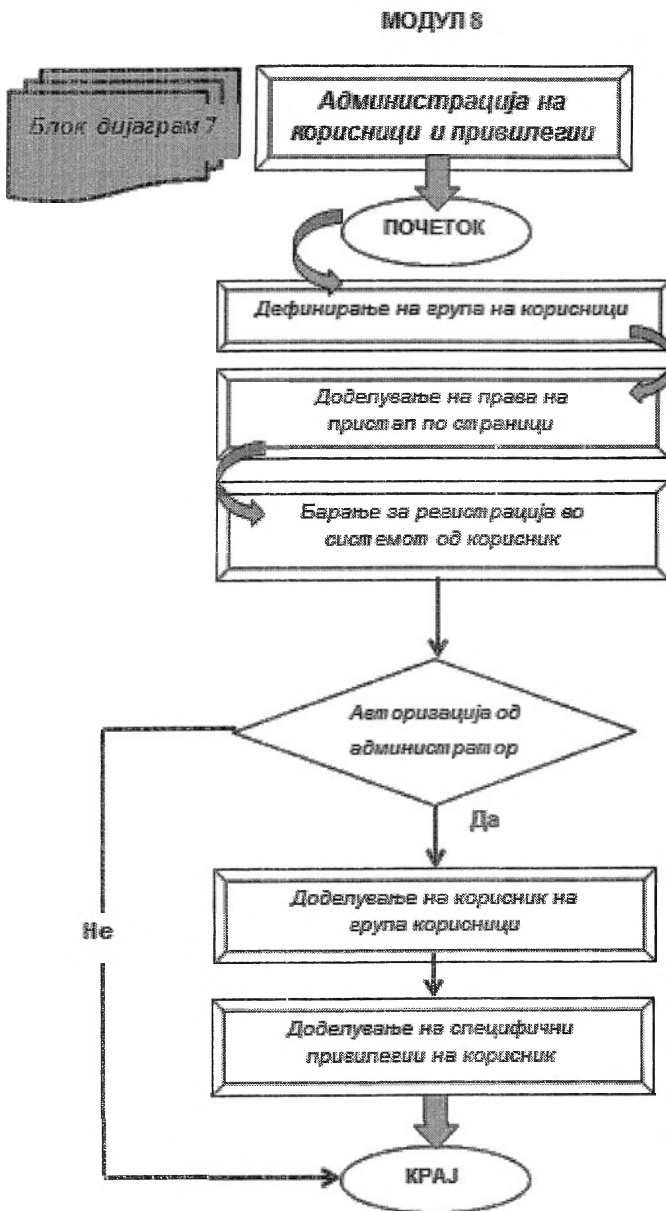 МОДУЛ 8
Блок дијаграм 7
Администрација на
корисници и привилегии
ПОЧЕТОК
Дефинирање на група на корисници
Доделување на права на
пристап по страници
Барање за регистрација во
системот од корисник
Авторизација од
администратор
Да
Доделување на корисник на
група корисници
Не
Доделување на специфични
привилегии на корисник
КРАЈ